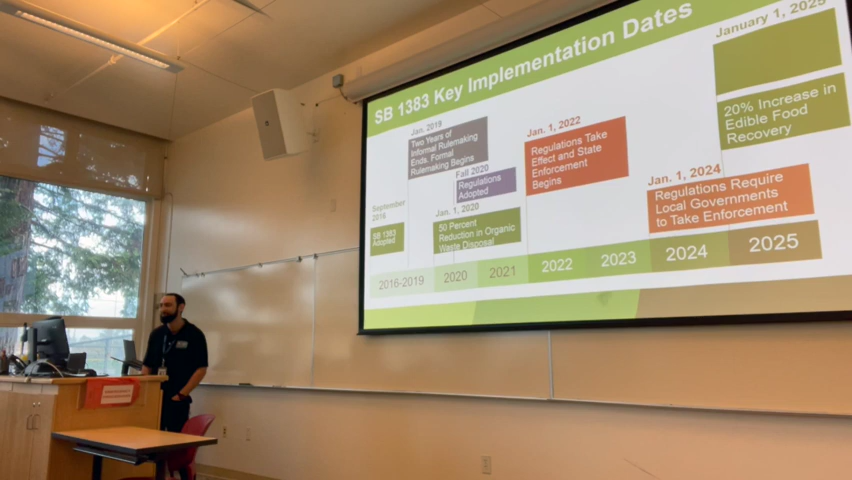 SB 1383 Key Implementation Dates
September
2016
SB 1383
Adopted
Jan. 2019
Two Years of
Informal Rulemaking
Ends. Formal
Rulemaking Begins
Jan. 1, 2020
50 Percent
Reduction in Organic
Waste Disposal
Fall 2020
Regulations
Adopted
Jan. 1, 2022
Regulations Take
Effect and State
Enforcement
Begins
Jan. 1, 2024
Regulations Require
Local Governments
to Take Enforcement
January 1, 2025
20% Increase in
Edible Food
Recovery
2016-2019
2020
2021
2022
2023
2024
2025